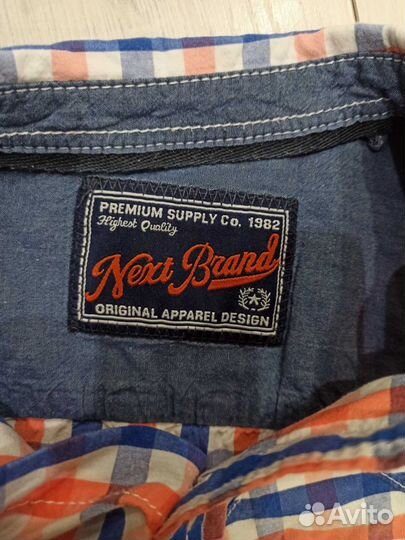 PREMIUM SUPPLY Co. 1982
Highest Quality
Next Brand
ORIGINAL APPAREL DESIGN
Avito